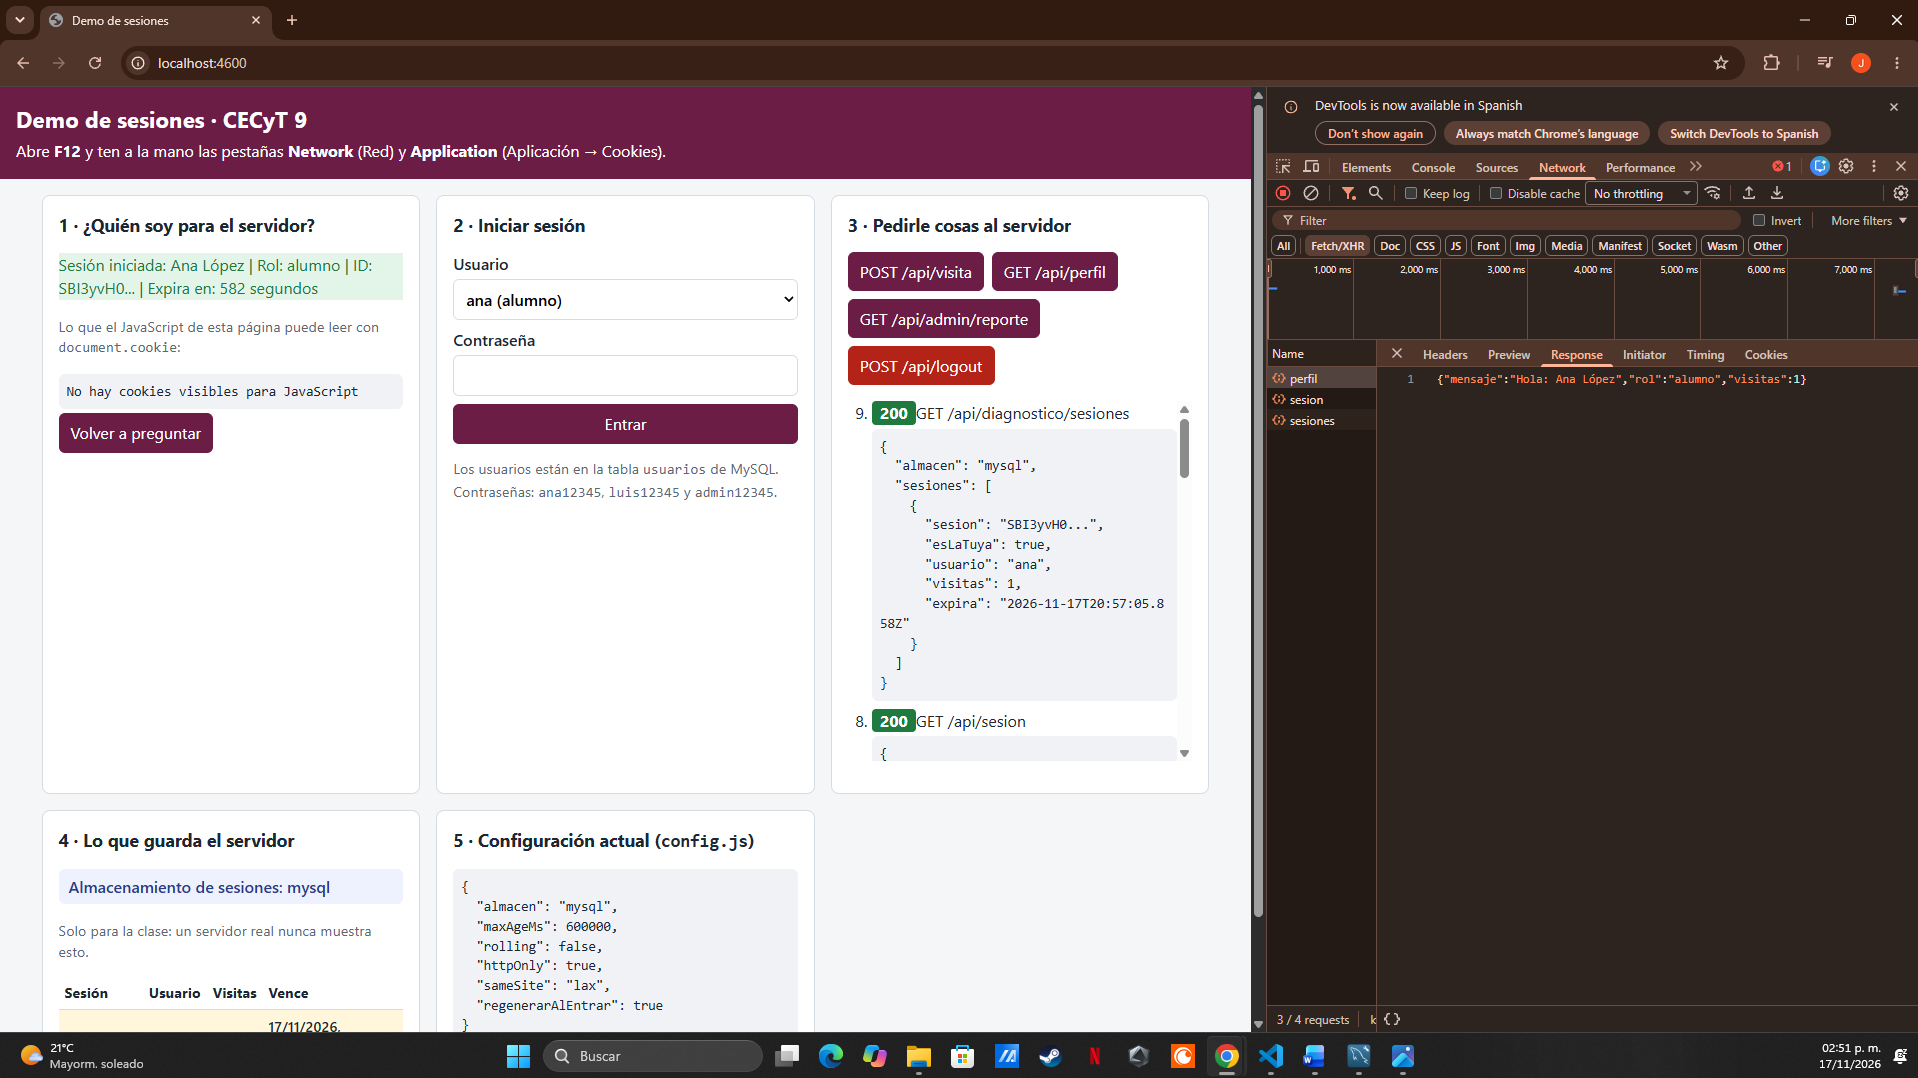 Demo de sesiones
localhost:4600
J
Demo de sesiones · CECyT 9
Abre F12 y ten a la mano las pestañas Network (Red) y Application (Aplicación → Cookies).
1 · ¿Quién soy para el servidor?
Sesión iniciada: Ana López | Rol: alumno | ID:
SBI3yvH0... | Expira en: 582 segundos
Lo que el JavaScript de esta página puede leer con
document.cookie:
No hay cookies visibles para JavaScript
Volver a preguntar
2 · Iniciar sesión
Usuario
ana (alumno)
Contraseña
Entrar
Los usuarios están en la tabla usuarios de MySQL.
Contraseñas: ana12345, luis12345 y admin12345.
3 · Pedirle cosas al servidor
POST /api/visita
GET /api/perfil
GET /api/admin/reporte
POST /api/logout
9. 200 GET /api/diagnostico/sesiones
{
"almacen": "mysql",
"sesiones": [
{
"sesion": "SBI3yvH0...",
"esLaTuya": true,
"usuario": "ana",
"visitas": 1,
"expira": "2026-11-17T20:57:05.8
58Z"
}
]
}
8. 200 GET /api/sesion
{
4 · Lo que guarda el servidor
Almacenamiento de sesiones: mysql
Solo para la clase: un servidor real nunca muestra
esto.
Sesión Usuario Visitas Vence
17/11/2026,
5 · Configuración actual (config.js)
{
"almacen": "mysql",
"maxAgeMs": 600000,
"rolling": false,
"httpOnly": true,
"sameSite": "lax",
"regenerarAlEntrar": true
}
DevTools is now available in Spanish
Don't show again
Always match Chrome's language
Switch DevTools to Spanish
Elements Console Sources Network Performance
1
Keep log
Disable cache
No throttling
Filter
Invert
More filters
All Fetch/XHR Doc CSS JS Font Img Media Manifest Socket Wasm Other
1,000 ms 2,000 ms 3,000 ms 4,000 ms 5,000 ms 6,000 ms 7,000 ms
Name
Headers Preview Response Initiator Timing Cookies
perfil
sesion
sesiones
1 {"mensaje":"Hola: Ana López","rol":"alumno","visitas":1}
3 / 4 requests
k
{}
21°C
Mayorm. soleado
Buscar
02:51 p. m.
17/11/2026